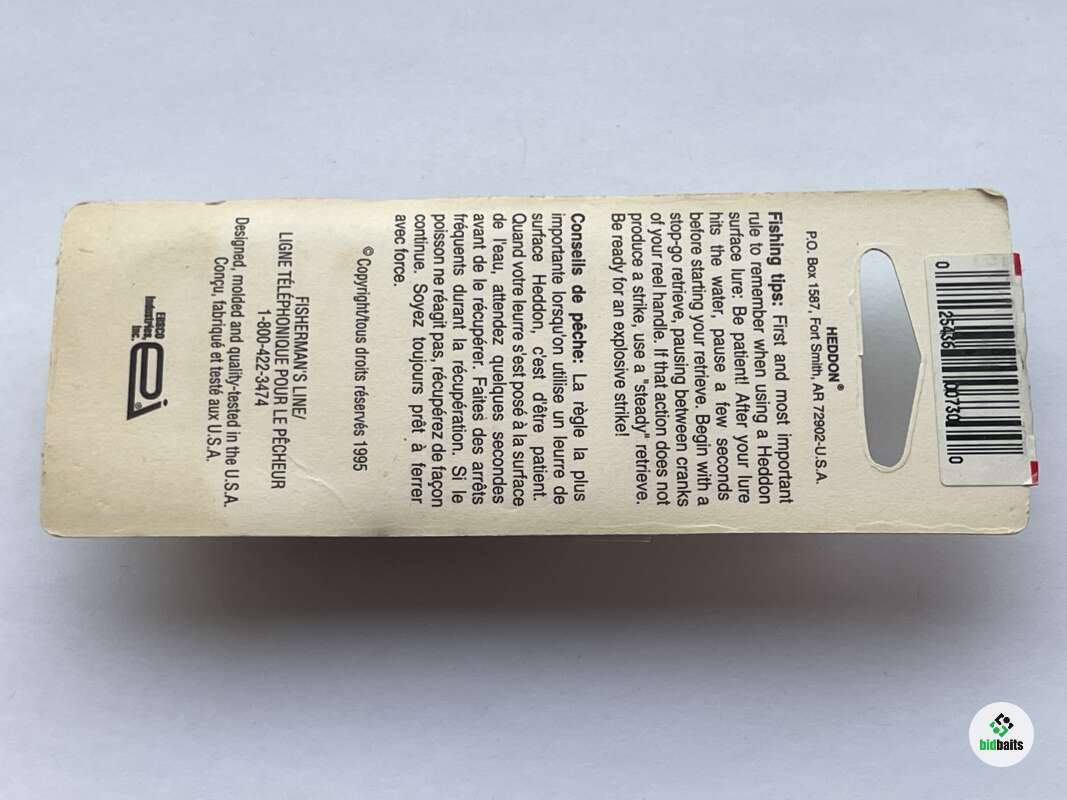 0 25436 00730 0
HEDDON®
P.O. Box 1587, Fort Smith, AR 72902-U.S.A.
Fishing tips: First and most important
rule to remember when using a Heddon
surface lure: Be patient! After your lure
hits the water, pause a few seconds
before starting your retrieve. Begin with a
stop-go retrieve, pausing between cranks
of your reel handle. If that action does not
produce a strike, use a "steady" retrieve.
Be ready for an explosive strike!
Conseils de pêche: La règle la plus
importante lorsqu'on utilise un leurre de
surface Heddon, c'est d'être patient.
Quand votre leurre s'est posé à la surface
de l'eau, attendez quelques secondes
avant de le récupérer. Faites des arrêts
fréquents durant la récupération. Si le
poisson ne réagit pas, récupérez de façon
continue. Soyez toujours prêt à ferrer
avec force.
© Copyright/tous droits réservés 1995
FISHERMAN'S LINE/
LIGNE TÉLÉPHONIQUE POUR LE PÊCHEUR
1-800-422-3474
Designed, molded and quality-tested in the U.S.A.
Conçu, fabriqué et testé aux U.S.A.
EBSCO
Industries,
Inc.
ei®
bidbaits